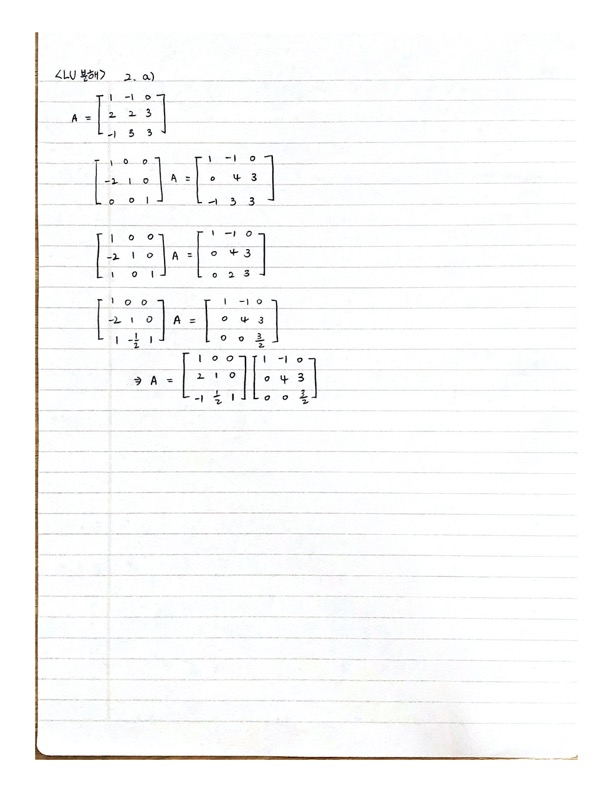 <LU 분해> 2. a)
A = [1 -1 0; 2 2 3; -1 3 3]
[1 0 0; -2 1 0; 0 0 1] A = [1 -1 0; 0 4 3; -1 3 3]
[1 0 0; -2 1 0; 1 0 1] A = [1 -1 0; 0 4 3; 0 2 3]
[1 0 0; -2 1 0; 1 -1/2 1] A = [1 -1 0; 0 4 3; 0 0 3/2]
⇒ A = [1 0 0; 2 1 0; -1 1/2 1] [1 -1 0; 0 4 3; 0 0 3/2]